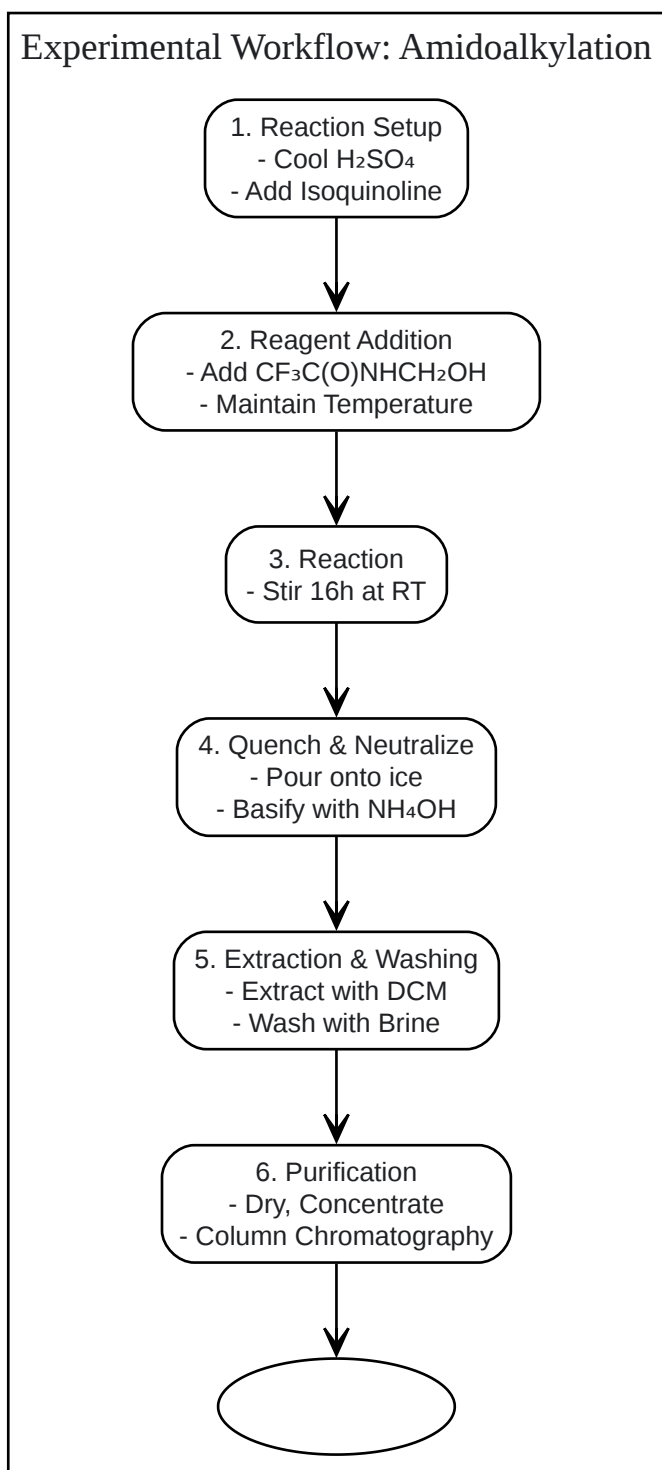 Experimental Workflow: Amidoalkylation
1. Reaction Setup
- Cool H₂SO₄
- Add Isoquinoline
2. Reagent Addition
- Add CF₃C(O)NHCH₂OH
- Maintain Temperature
3. Reaction
- Stir 16h at RT
4. Quench & Neutralize
- Pour onto ice
- Basify with NH₄OH
5. Extraction & Washing
- Extract with DCM
- Wash with Brine
6. Purification
- Dry, Concentrate
- Column Chromatography